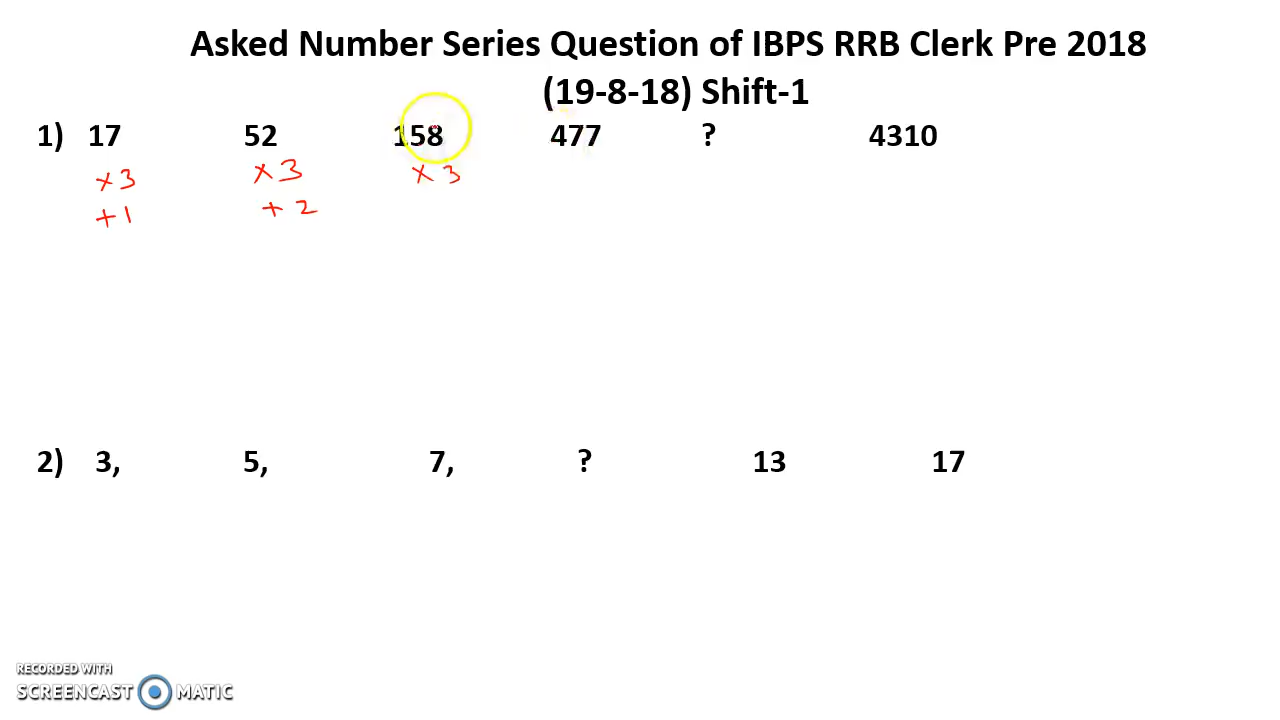 Asked Number Series Question of IBPS RRB Clerk Pre 2018
(19-8-18) Shift-1
1) 17 52 158 477 ? 4310
×3 ×3 ×3
+1 +2
2) 3, 5, 7, ? 13 17
RECORDED WITH
SCREENCAST MATIC